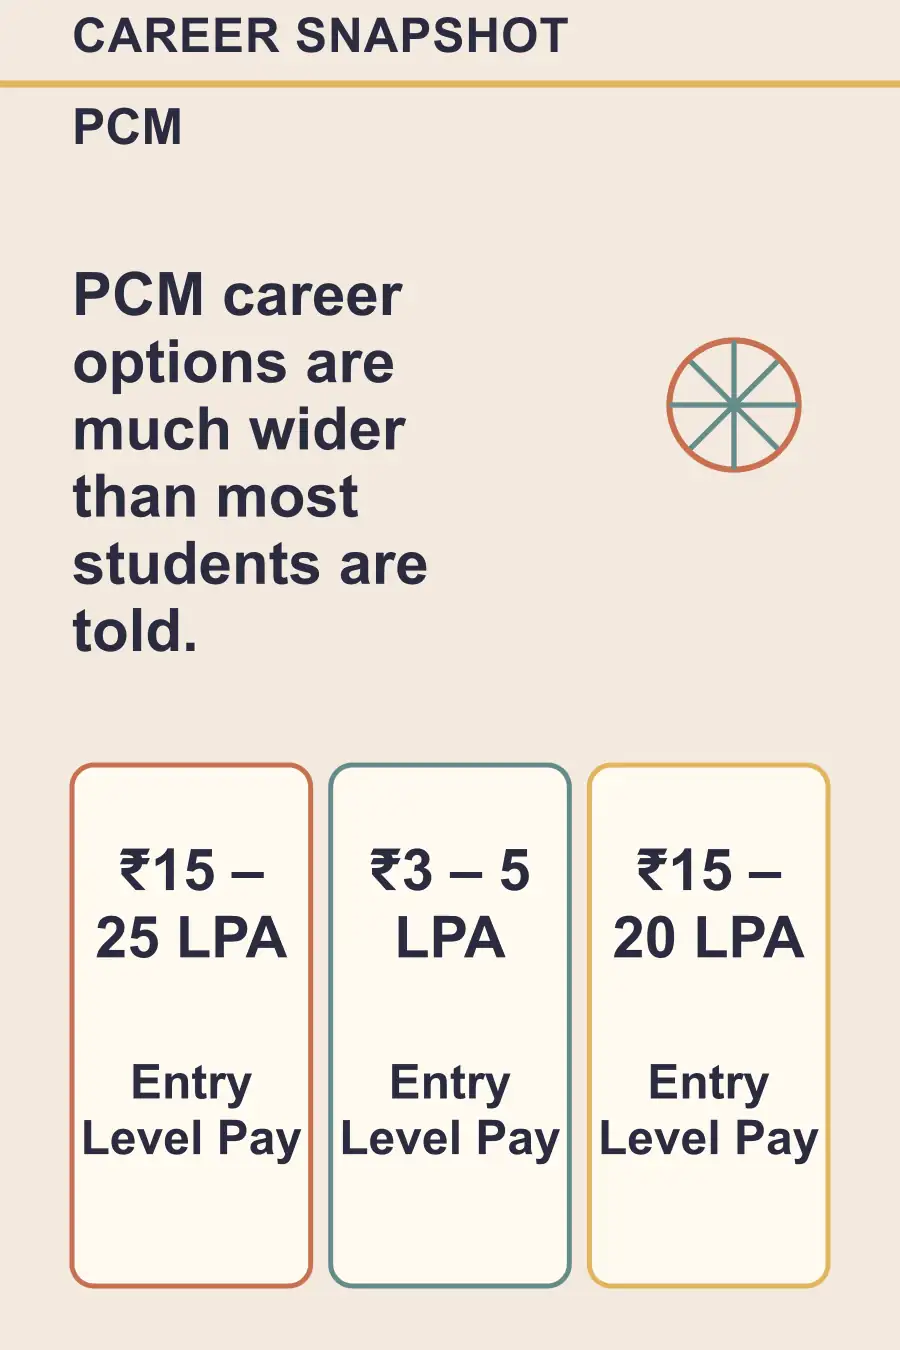 CAREER SNAPSHOT
PCM
PCM career
options are
much wider
than most
students are
told.
₹15 –
25 LPA
Entry
Level Pay
₹3 – 5
LPA
Entry
Level Pay
₹15 –
20 LPA
Entry
Level Pay